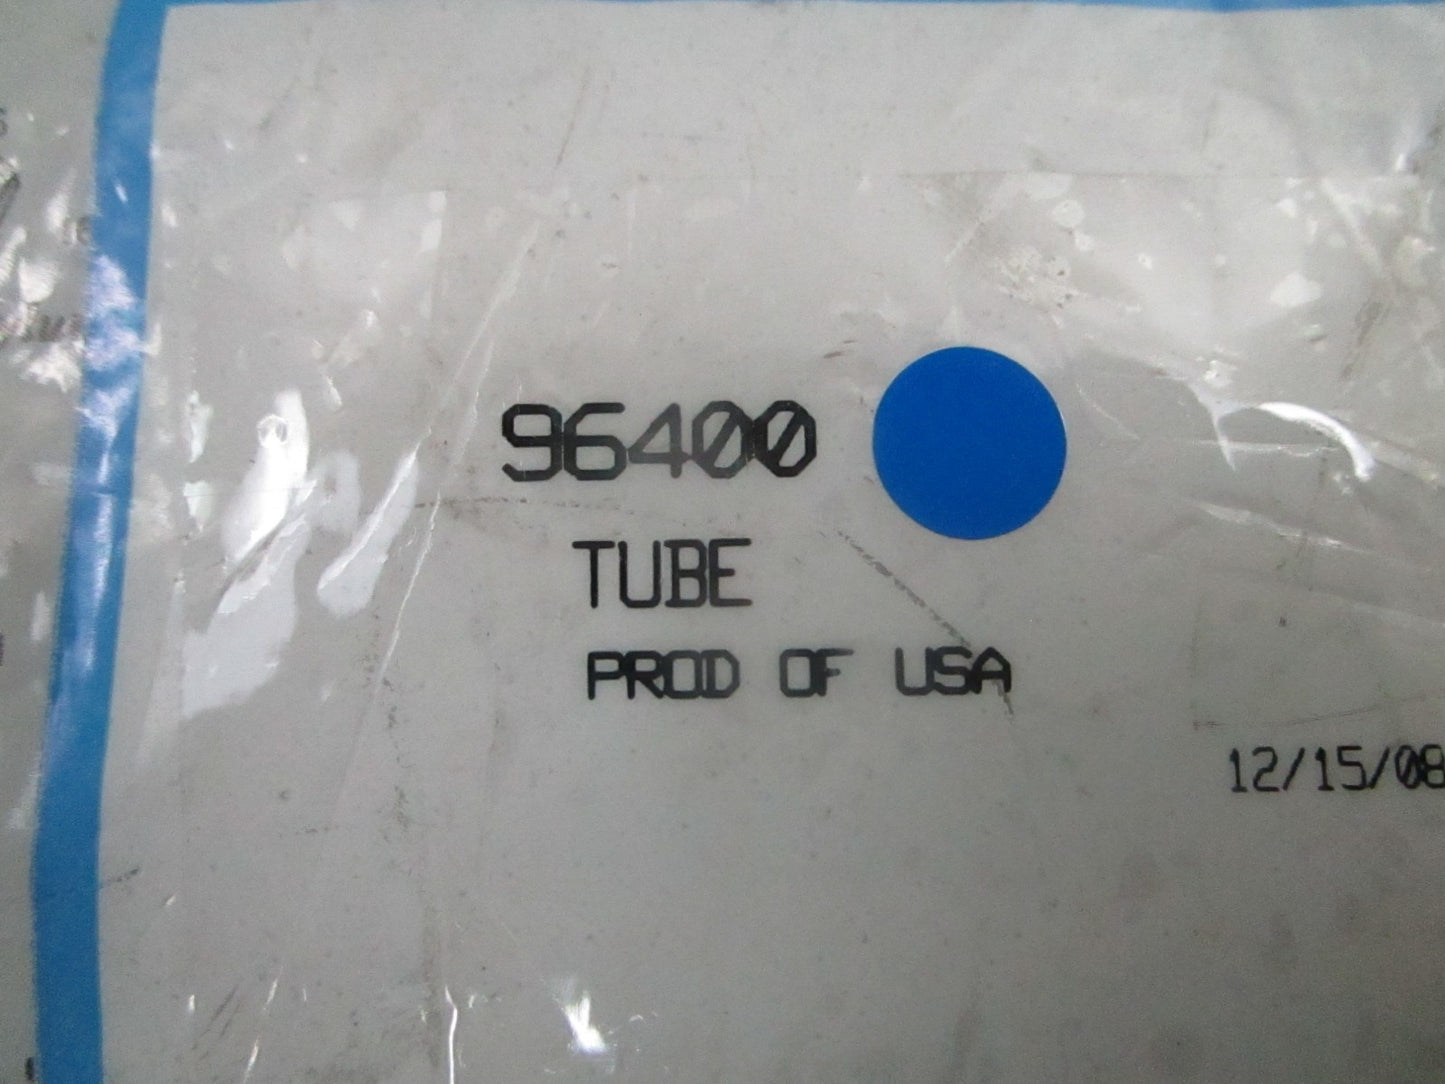 96400
TUBE
PROD OF USA
12/15/08